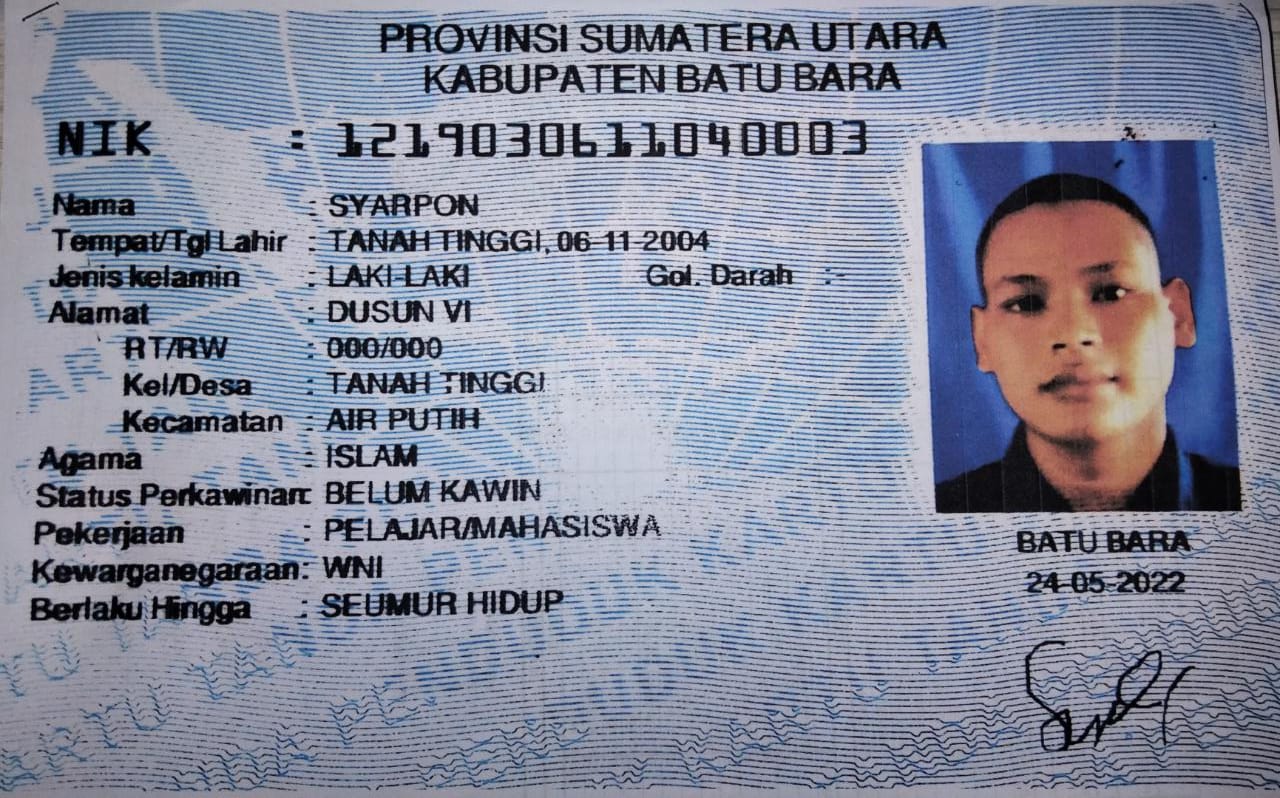 PROVINSI SUMATERA UTARA
KABUPATEN BATU BARA
NIK : 1219030611040003
Nama : SYARPON
Tempat/Tgl Lahir : TANAH TINGGI, 06-11-2004
Jenis kelamin : LAKI-LAKI Gol. Darah :-
Alamat : DUSUN VI
RT/RW : 000/000
Kel/Desa : TANAH TINGGI
Kecamatan : AIR PUTIH
Agama : ISLAM
Status Perkawinan: BELUM KAWIN
Pekerjaan : PELAJAR/MAHASISWA
Kewarganegaraan: WNI
Berlaku Hingga : SEUMUR HIDUP
BATU BARA
24-05-2022